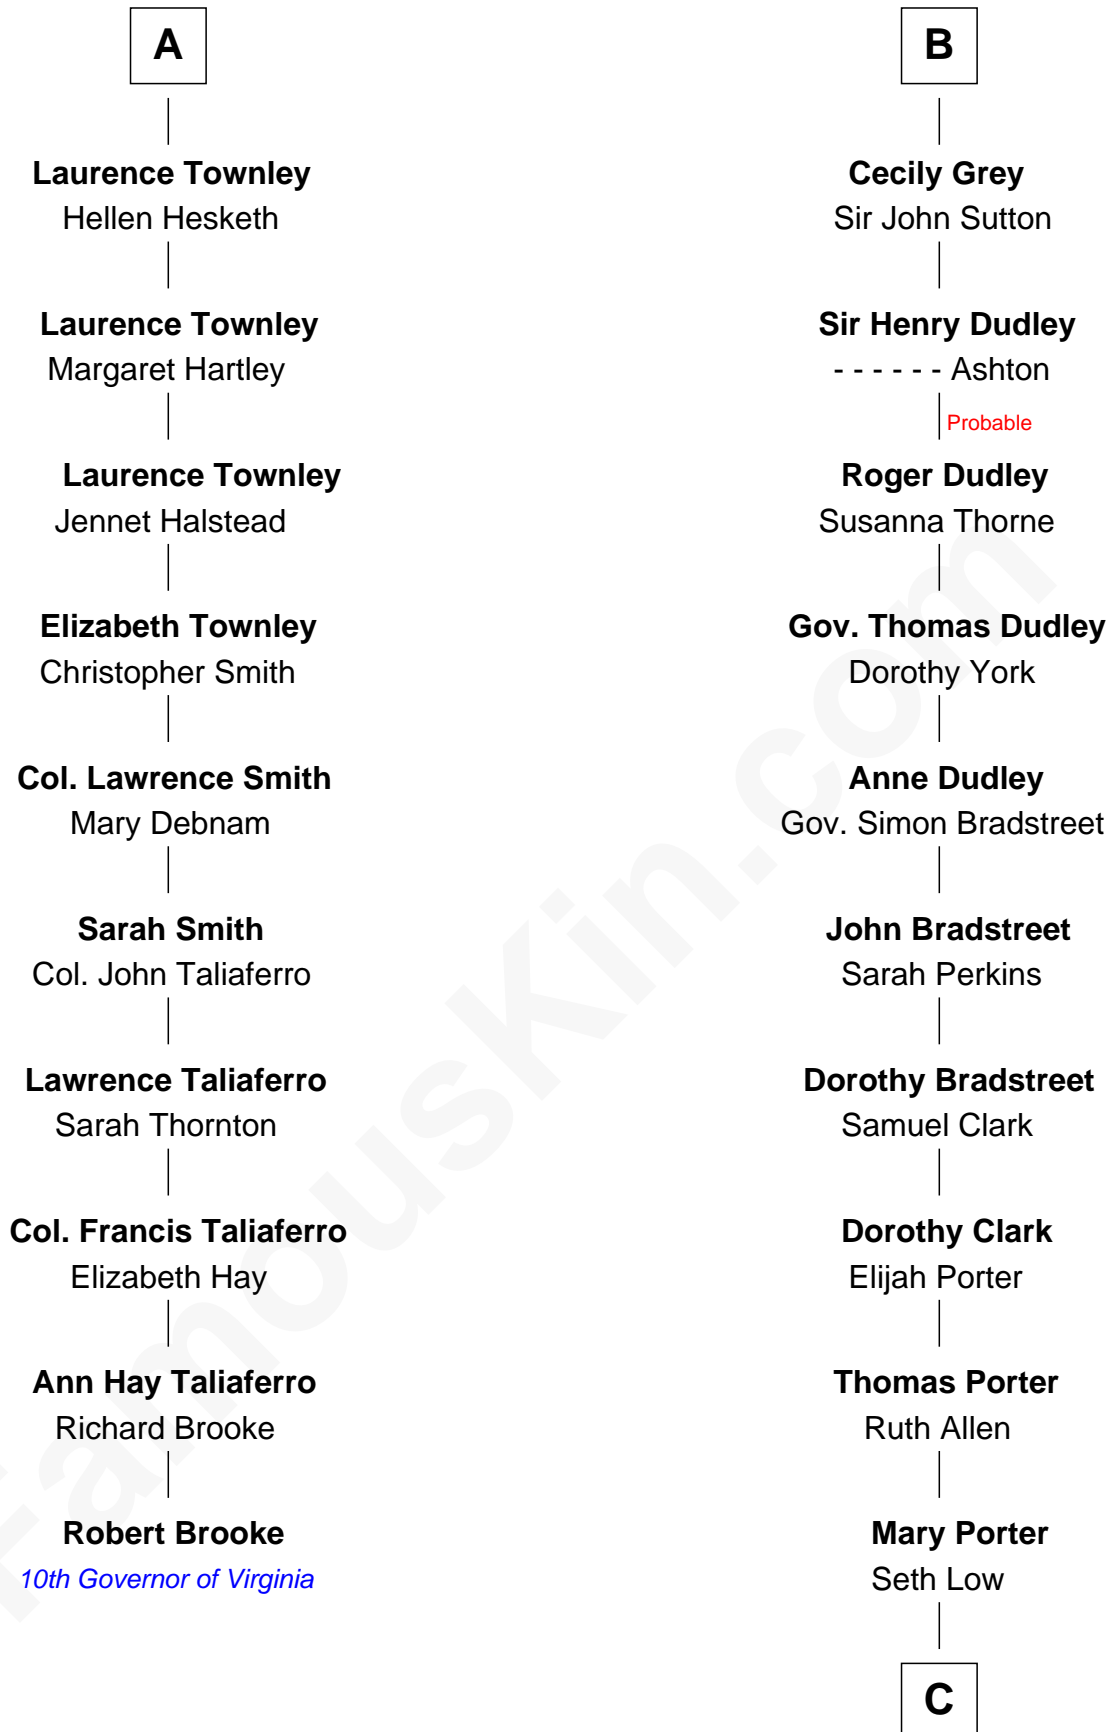 A
Laurence Townley
Hellen Hesketh
Laurence Townley
Margaret Hartley
Laurence Townley
Jennet Halstead
Elizabeth Townley
Christopher Smith
Col. Lawrence Smith
Mary Debnam
Sarah Smith
Col. John Taliaferro
Lawrence Taliaferro
Sarah Thornton
Col. Francis Taliaferro
Elizabeth Hay
Ann Hay Taliaferro
Richard Brooke
Robert Brooke
10th Governor of Virginia
B
Cecily Grey
Sir John Sutton
Sir Henry Dudley
- - - - - - Ashton
Probable
Roger Dudley
Susanna Thorne
Gov. Thomas Dudley
Dorothy York
Anne Dudley
Gov. Simon Bradstreet
John Bradstreet
Sarah Perkins
Dorothy Bradstreet
Samuel Clark
Dorothy Clark
Elijah Porter
Thomas Porter
Ruth Allen
Mary Porter
Seth Low
C
FamousKin.com